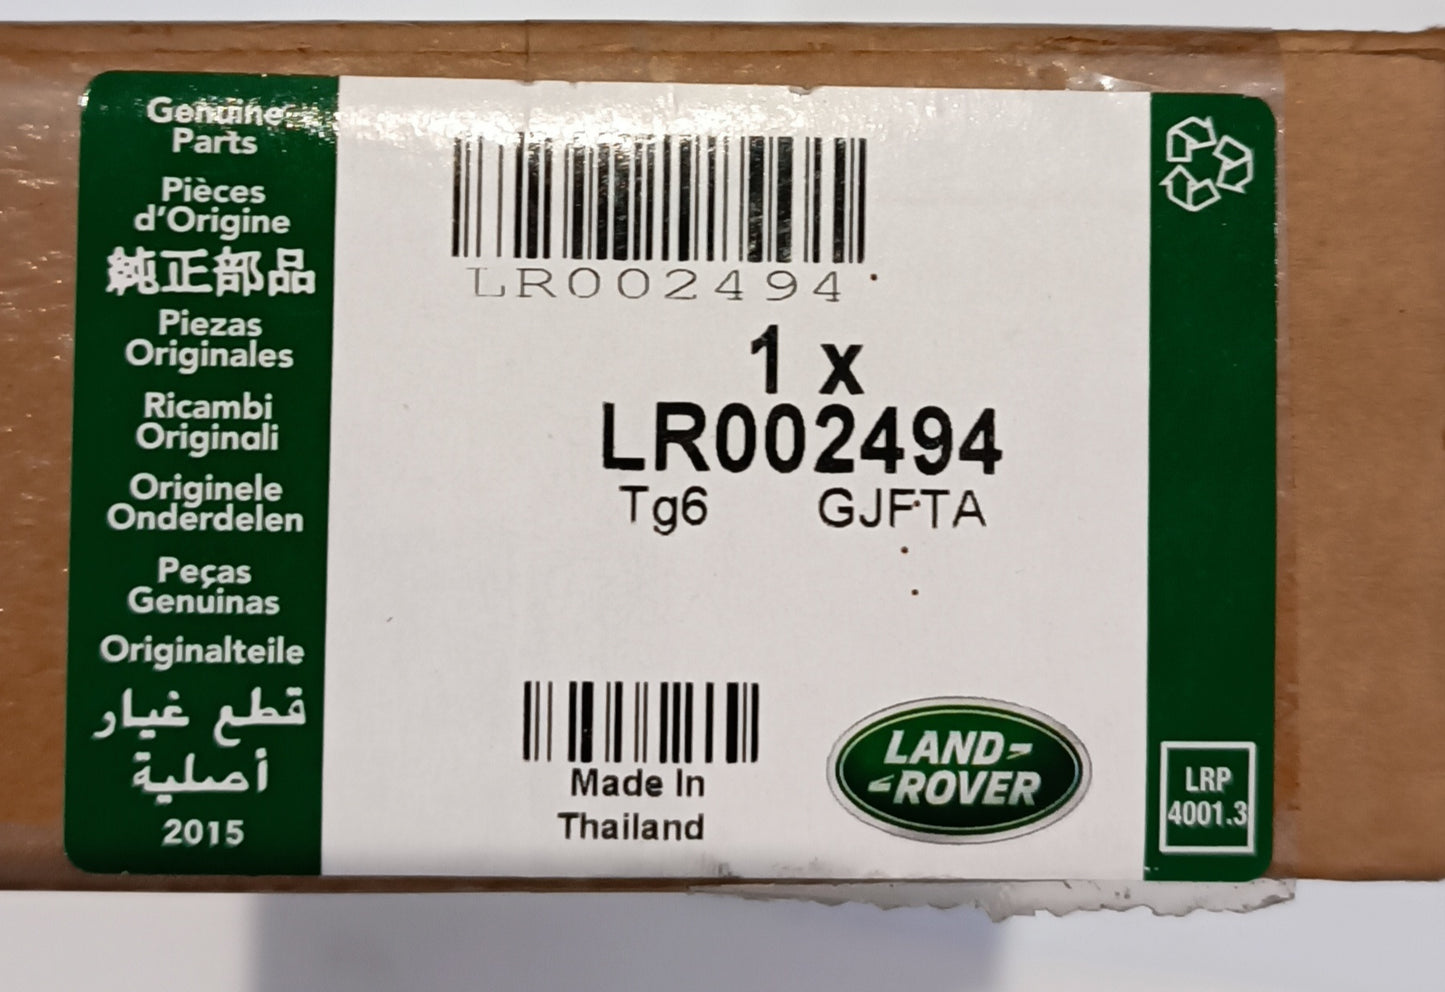 Genuine
Parts
Pièces
d'Origine
純正部品
Piezas
Originales
Ricambi
Originali
Originele
Onderdelen
Peças
Genuinas
Originalteile
قطع غيار
أصلية
2015
LR002494
1 x
LR002494
Tg6 GJFTA
Made In
Thailand
LAND-
ROVER
LRP
4001.3